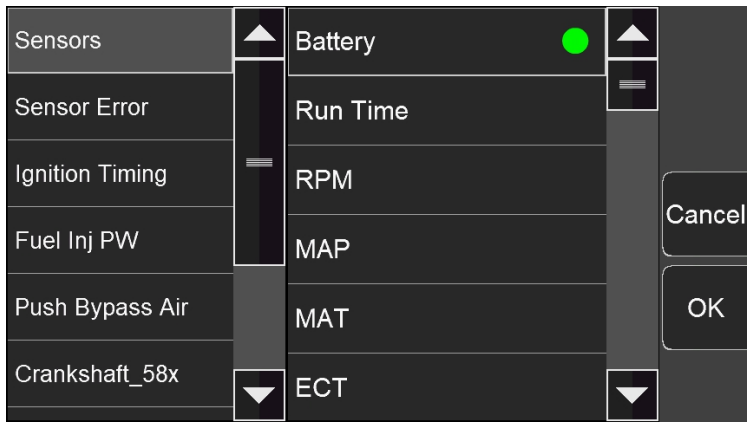 Sensors
Sensor Error
Ignition Timing
Fuel Inj PW
Push Bypass Air
Crankshaft_58x
Battery
Run Time
RPM
MAP
MAT
ECT
Cancel
OK